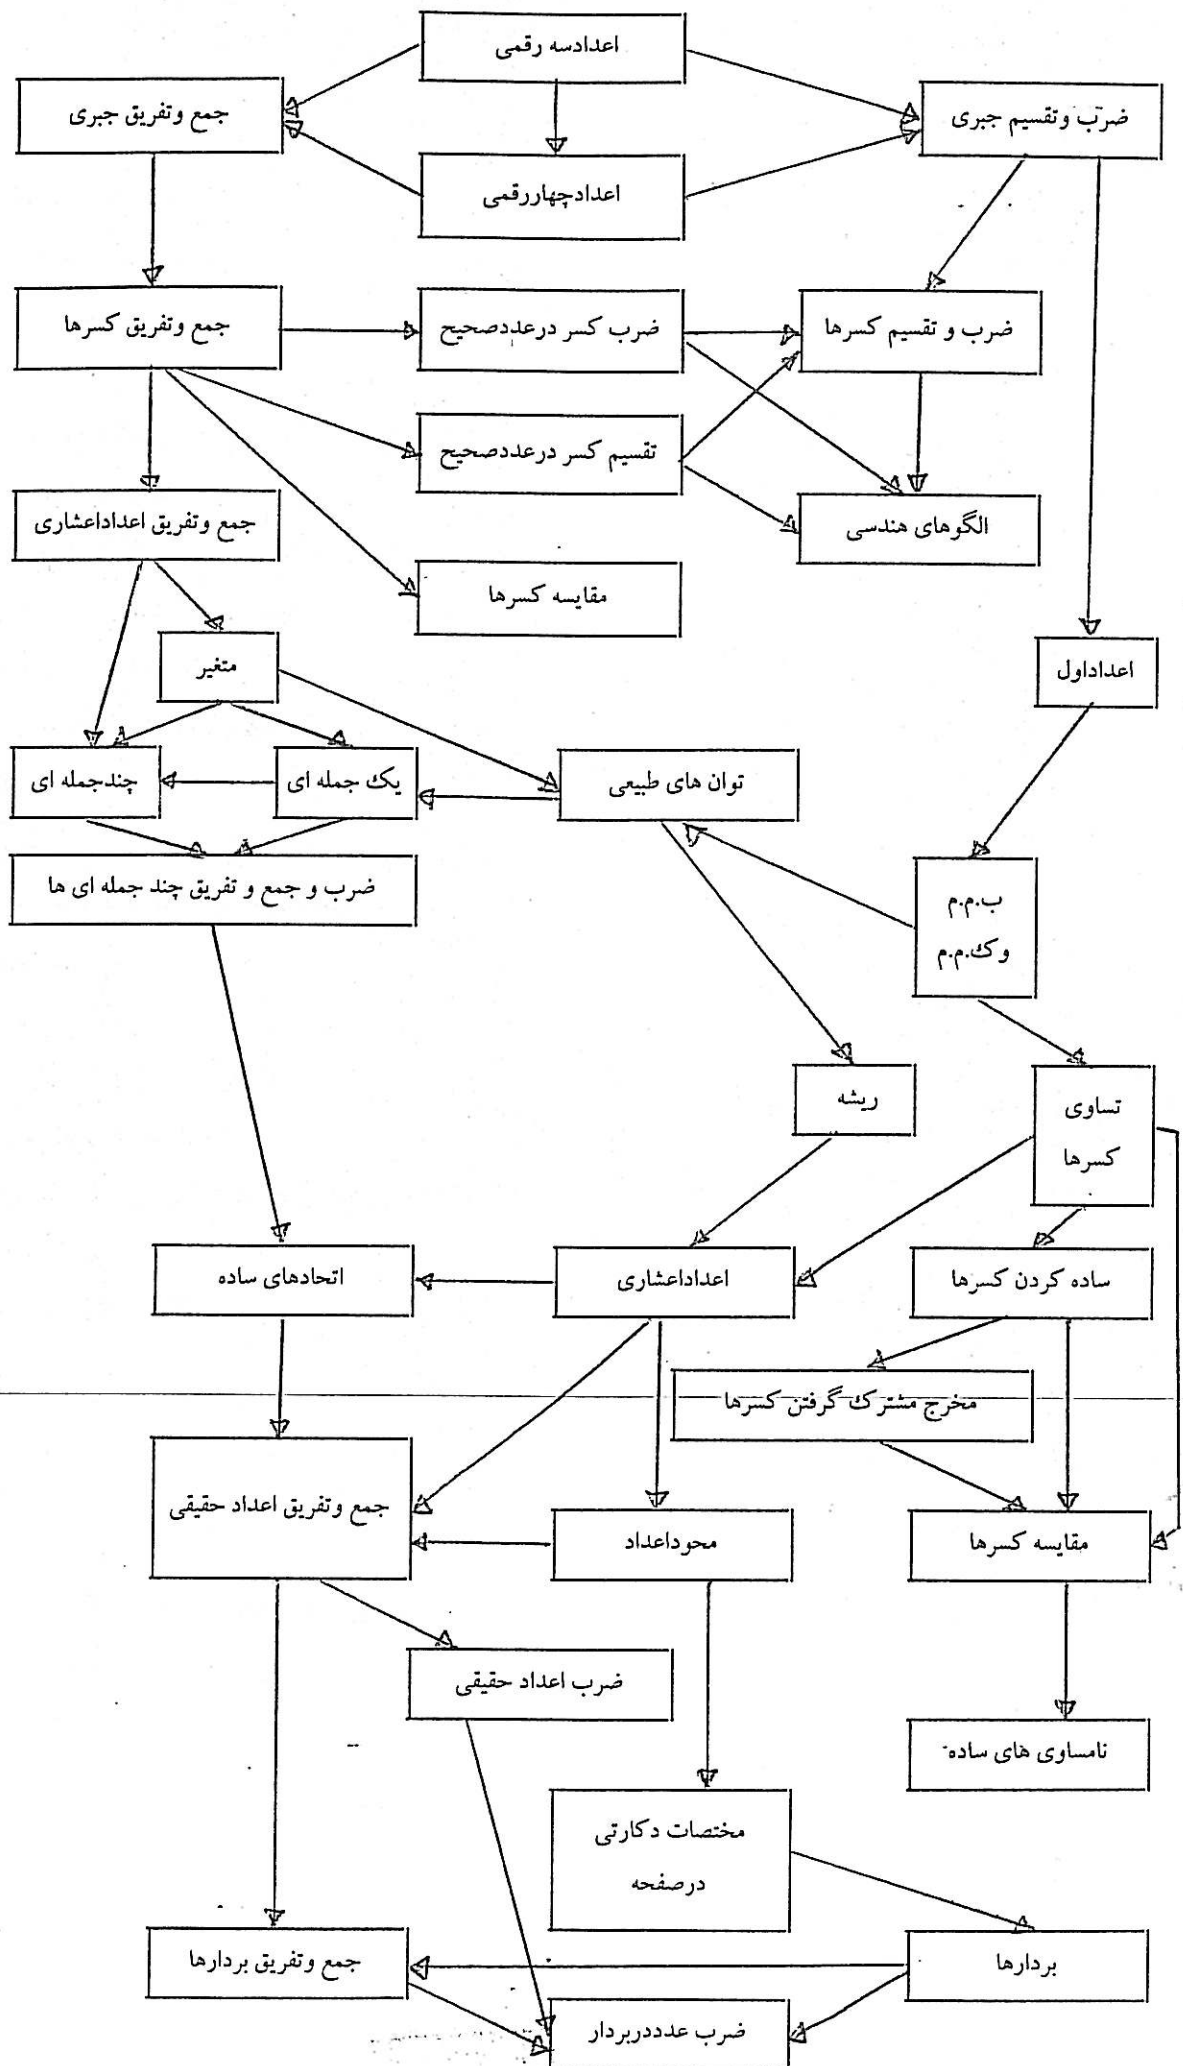 اعدادسه رقمی
ضرب وتقسیم جبری
جمع وتفریق جبری
اعدادچهاررقمی
ضرب و تقسیم کسرها
ضرب کسر درعددصحیح
جمع وتفریق کسرها
تقسیم کسر درعددصحیح
الگوهای هندسی
جمع وتفریق اعداداعشاری
مقایسه کسرها
متغیر
اعداداول
توان های طبیعی
یک جمله ای
چندجمله ای
ضرب و جمع و تفریق چند جمله ای ها
ب.م.م
وک.م.م
ریشه
تساوی
کسرها
ساده کردن کسرها
اعداداعشاری
اتحادهای ساده
مخرج مشترک گرفتن کسرها
جمع وتفریق اعداد حقیقی
محوداعداد
مقایسه کسرها
ضرب اعداد حقیقی
نامساوی های ساده
مختصات دکارتی
درصفحه
بردارها
جمع وتفریق بردارها
ضرب عدددربردار